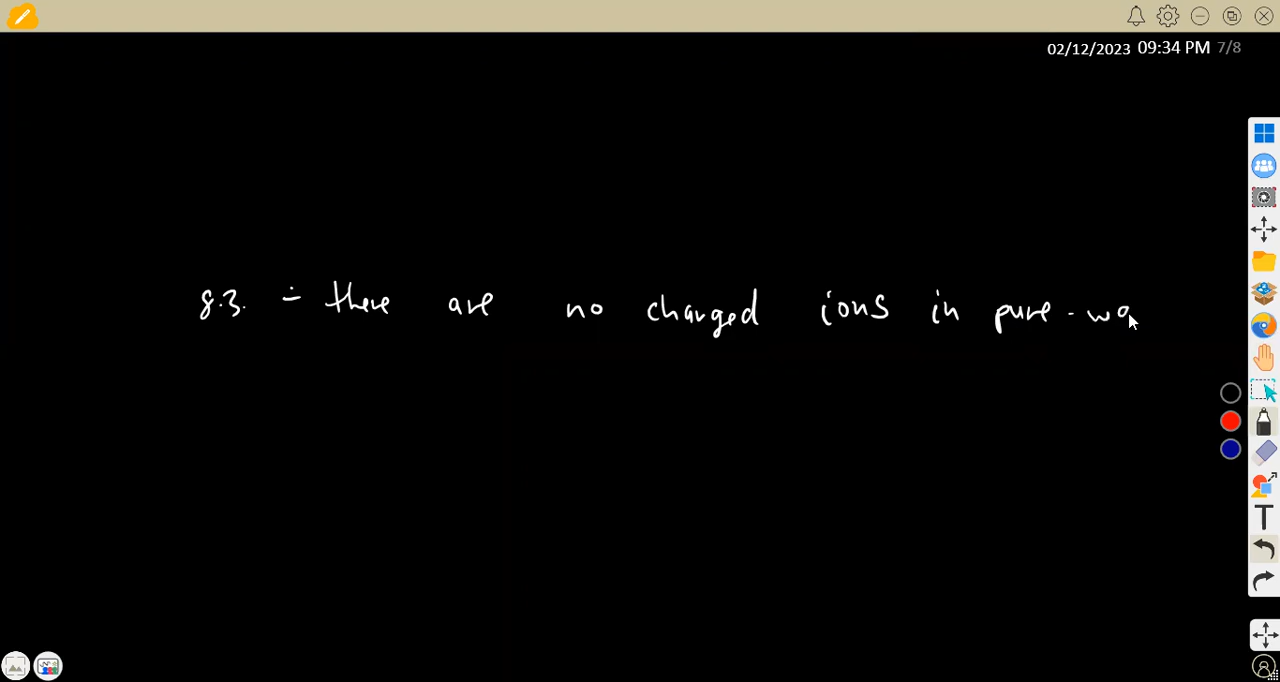 02/12/2023 09:34 PM 7/8
8.3. - there are no charged ions in pure - wa